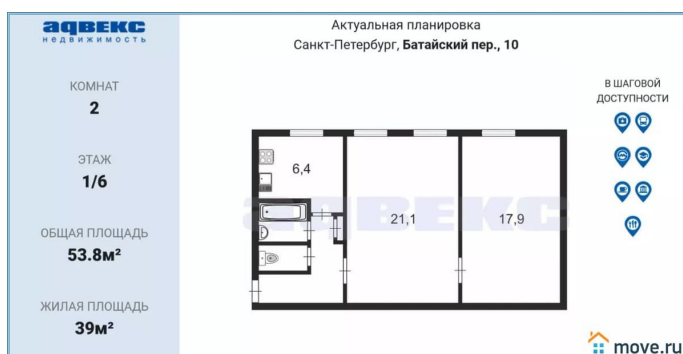 адвекс
НЕДВИЖИМОСТЬ
КОМНАТ
2
ЭТАЖ
1/6
ОБЩАЯ ПЛОЩАДЬ
53.8м²
ЖИЛАЯ ПЛОЩАДЬ
39м²
Актуальная планировка
Санкт-Петербург, Батайский пер., 10
6,4
21,1
17,9
адвекс
В ШАГОВОЙ
ДОСТУПНОСТИ
move.ru